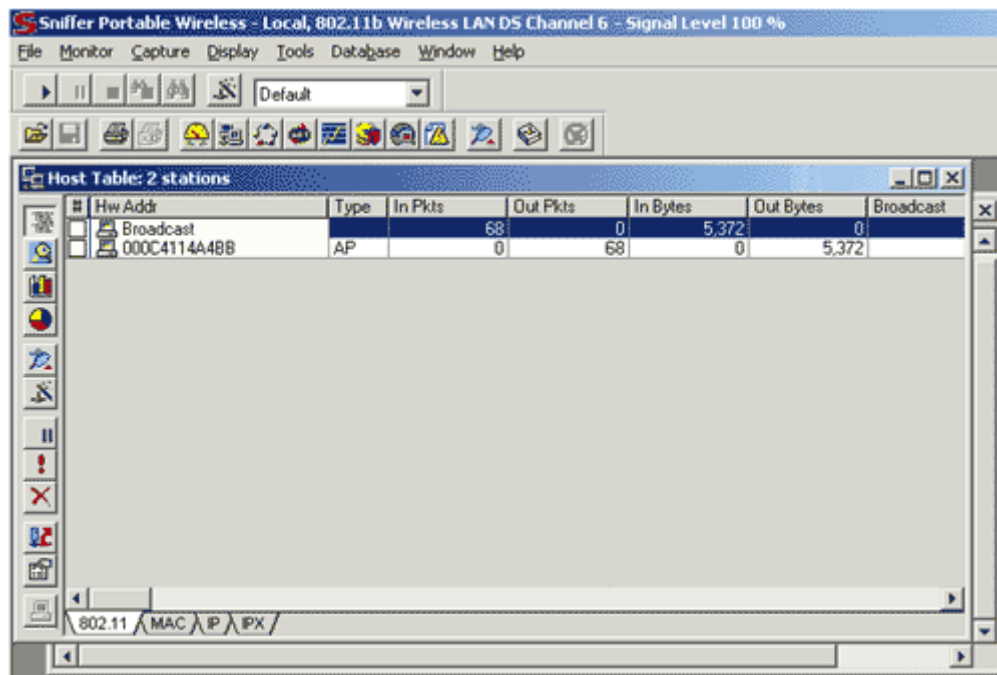 Sniffer Portable Wireless - Local, 802.11b Wireless LAN DS Channel 6 - Signal Level 100 %
File Monitor Capture Display Tools Database Window Help
Default
Host Table: 2 stations
# Hw Addr Type In Pkts Out Pkts In Bytes Out Bytes Broadcast
Broadcast 68 0 5,372 0
000C4114A4BB AP 0 68 0 5,372
802.11 MAC IP IPX